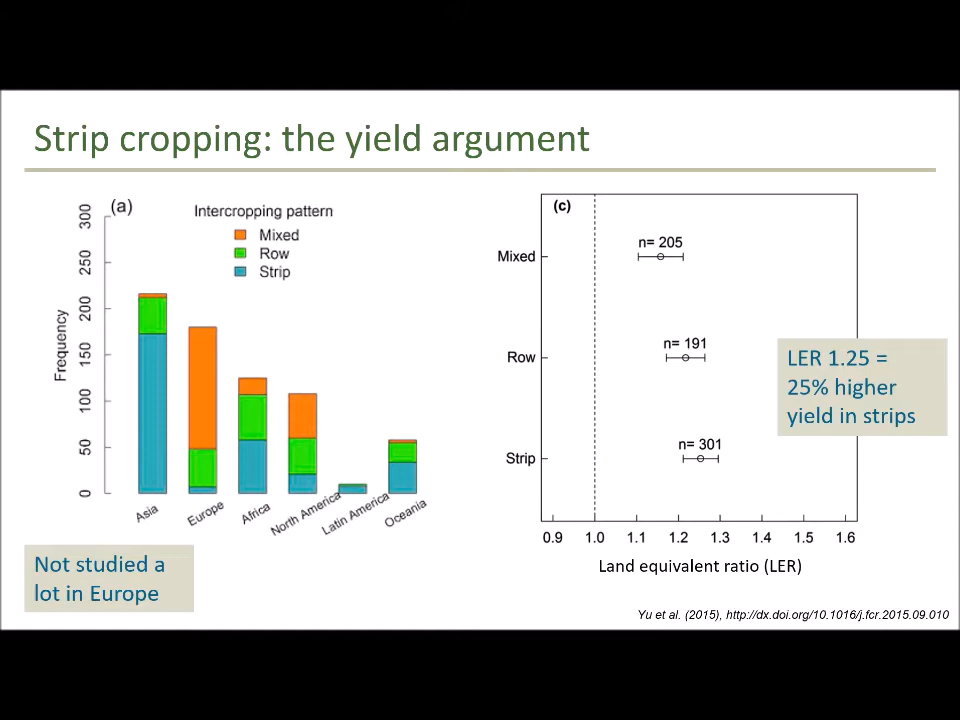 Strip cropping: the yield argument
(a)
Intercropping pattern
Mixed
Row
Strip
Frequency
300
250
200
150
100
50
0
Asia
Europe
Africa
North America
Latin America
Oceania
Not studied a
lot in Europe
(c)
Mixed
n= 205
Row
n= 191
Strip
n= 301
0.9 1.0 1.1 1.2 1.3 1.4 1.5 1.6
Land equivalent ratio (LER)
LER 1.25 =
25% higher
yield in strips
Yu et al. (2015), http://dx.doi.org/10.1016/j.fcr.2015.09.010